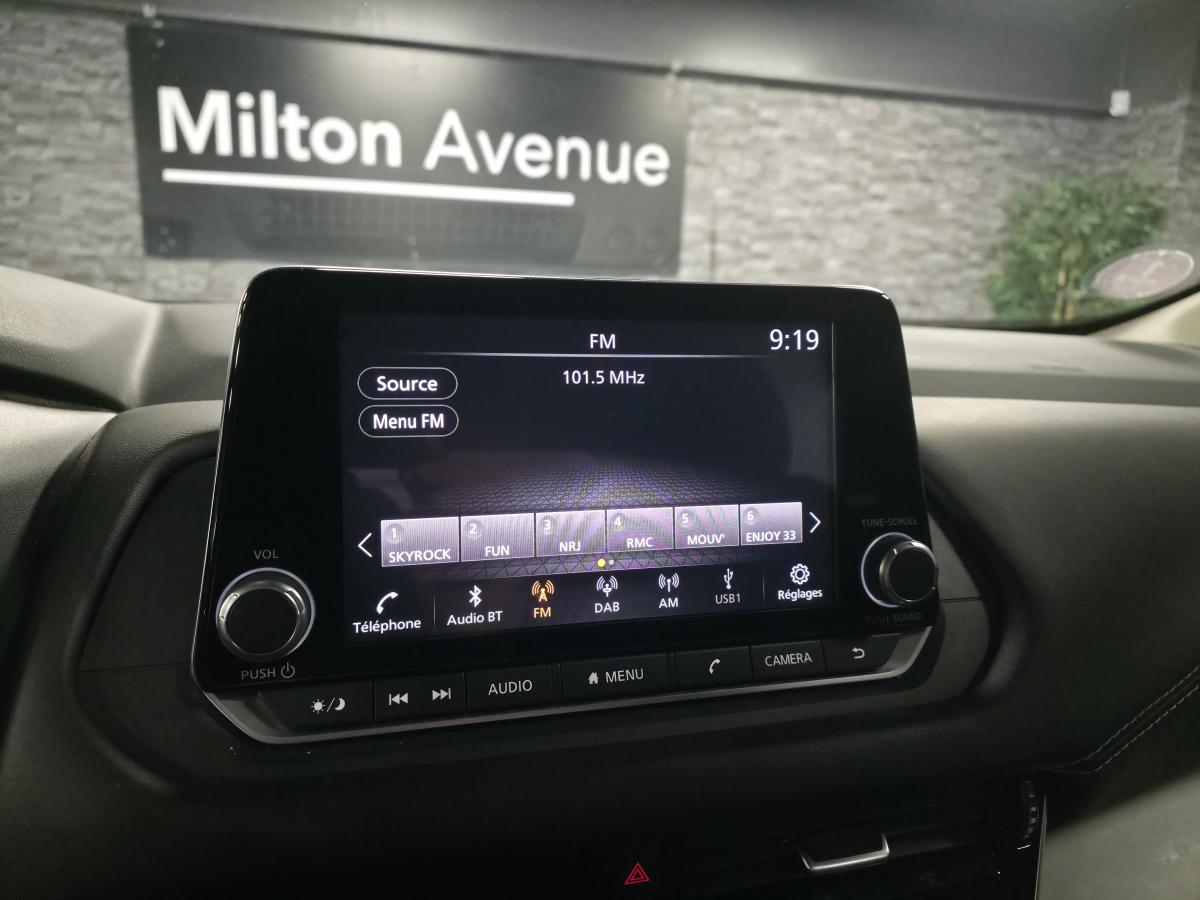 Milton Avenue
FM
9:19
101.5 MHz
Source
Menu FM
1
SKYROCK
2
FUN
3
NRJ
4
RMC
5
MOUV'
6
ENJOY 33
Téléphone
Audio BT
FM
DAB
AM
USB1
Réglages
VOL
PUSH
TUNE-SCROLL
PUSH SOUND
AUDIO
MENU
CAMERA